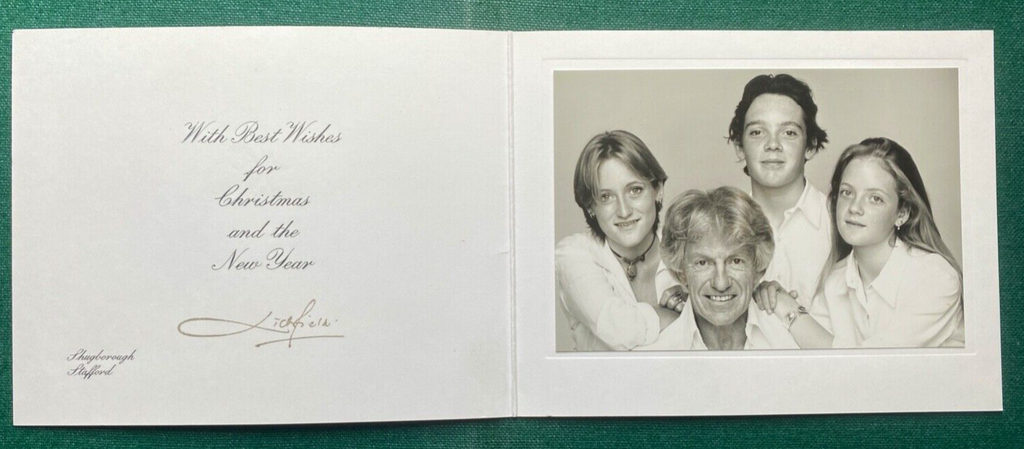 With Best Wishes
for
Christmas
and the
New Year
Lichfield
Shugborough
Stafford